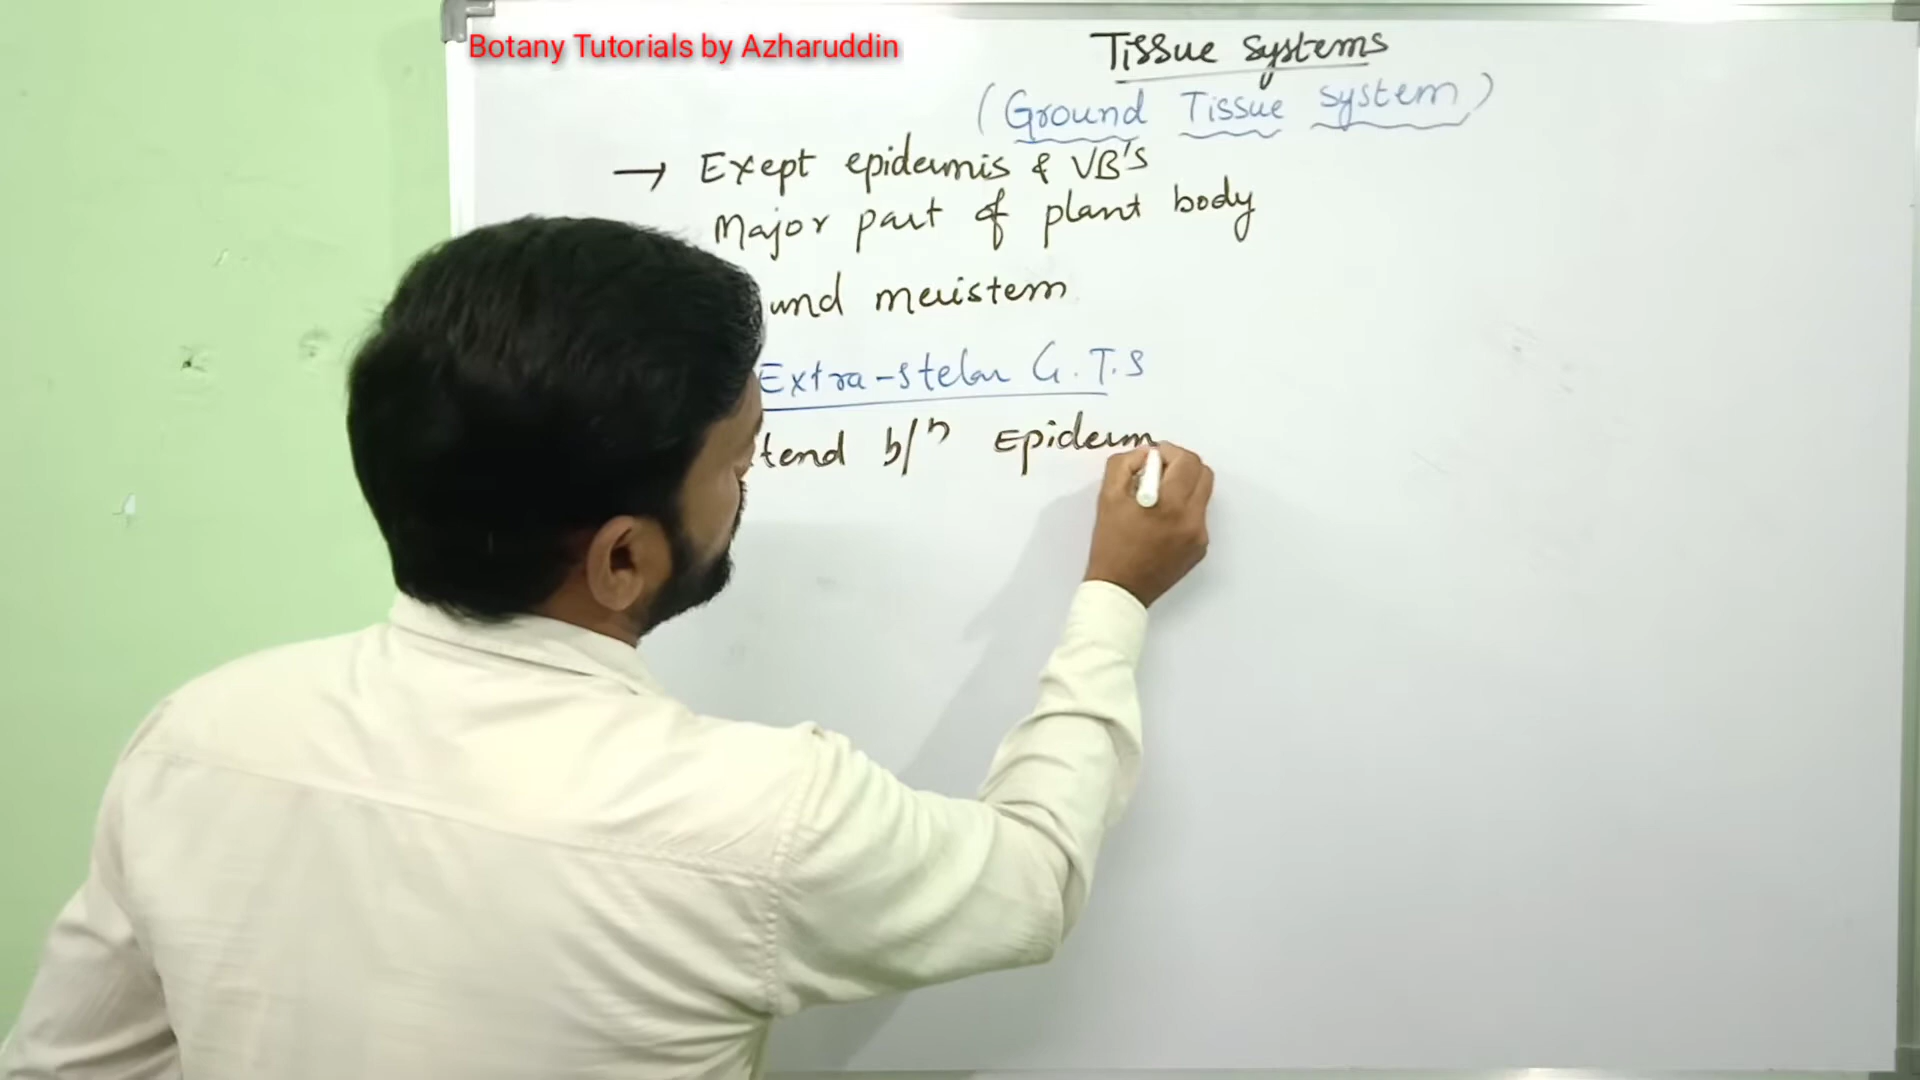 Botany Tutorials by Azharuddin
Tissue systems
(Ground Tissue system)
→ Exept epidermis & VB's
Major part of plant body
und meristem
Extra-stelar G.T.S
tend b/n Epiderm